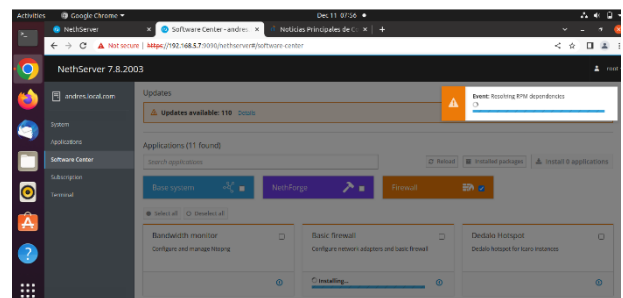 Activities
Google Chrome
Dec 11 07:56
NethServer
Software Center - andres.
Noticias Principales de C
Not secure
https://192.168.5.7:9090/nethserver#/software-center
NethServer 7.8.2003
root
andres.local.com
System
Applications
Software Center
Subscription
Terminal
Updates
Updates available: 110 Details
Event: Resolving RPM dependencies
Applications (11 found)
Search applications
Reload
Installed packages
Install 0 applications
Base system
NethForge
Firewall
Select all
Deselect all
Bandwidth monitor
Configure and manage Ntopng
Basic firewall
Configure network adapters and basic firewall
Installing...
Dedalo Hotspot
Dedalo hotspot for Icaro instances